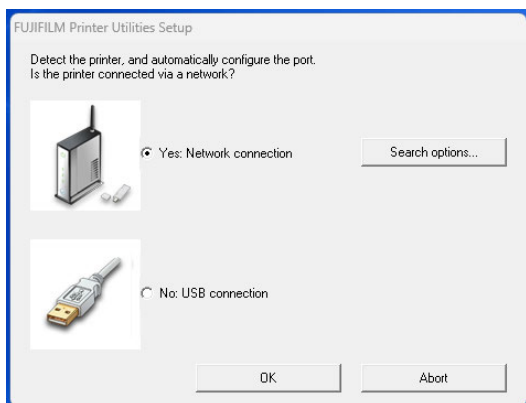 FUJIFILM Printer Utilities Setup
Detect the printer, and automatically configure the port.
Is the printer connected via a network?
Yes: Network connection
Search options...
No: USB connection
OK
Abort